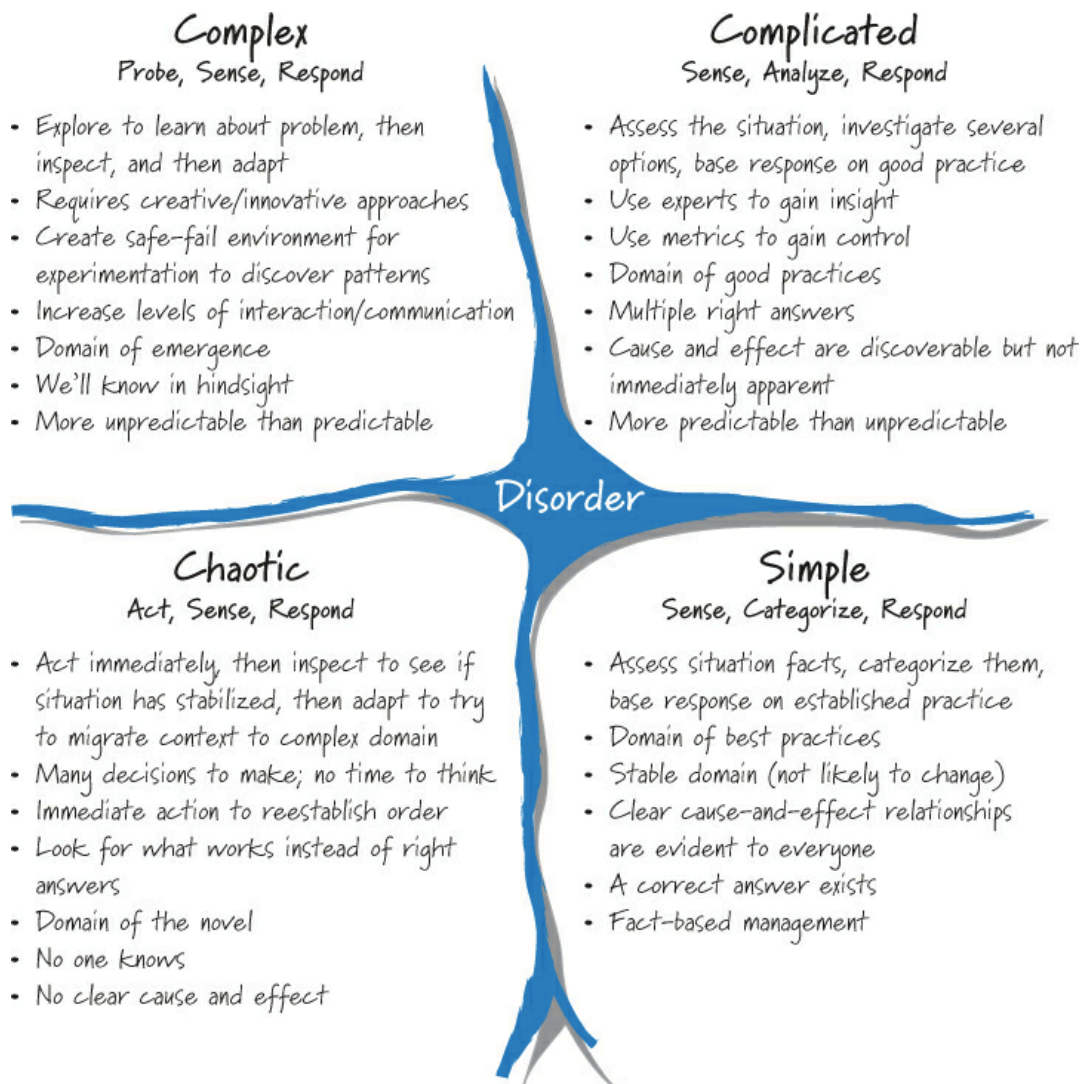 Complex
Probe, Sense, Respond
• Explore to learn about problem, then
inspect, and then adapt
• Requires creative/innovative approaches
• Create safe-fail environment for
experimentation to discover patterns
• Increase levels of interaction/communication
• Domain of emergence
• We'll know in hindsight
• More unpredictable than predictable
Complicated
Sense, Analyze, Respond
• Assess the situation, investigate several
options, base response on good practice
• Use experts to gain insight
• Use metrics to gain control
• Domain of good practices
• Multiple right answers
• Cause and effect are discoverable but not
immediately apparent
• More predictable than unpredictable
Disorder
Chaotic
Act, Sense, Respond
• Act immediately, then inspect to see if
situation has stabilized, then adapt to try
to migrate context to complex domain
• Many decisions to make; no time to think
• Immediate action to reestablish order
• Look for what works instead of right
answers
• Domain of the novel
• No one knows
• No clear cause and effect
Simple
Sense, Categorize, Respond
• Assess situation facts, categorize them,
base response on established practice
• Domain of best practices
• Stable domain (not likely to change)
• Clear cause-and-effect relationships
are evident to everyone
• A correct answer exists
• Fact-based management